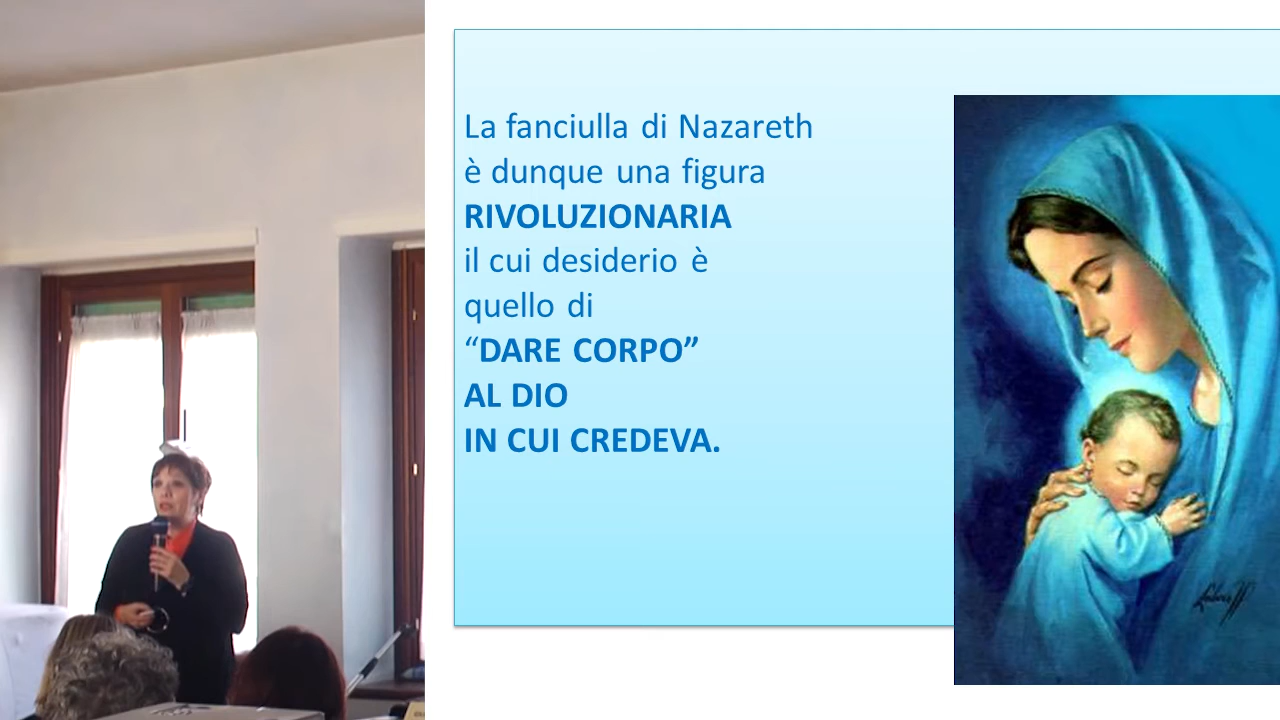 La fanciulla di Nazareth
è dunque una figura
RIVOLUZIONARIA
il cui desiderio è
quello di
“DARE CORPO”
AL DIO
IN CUI CREDEVA.